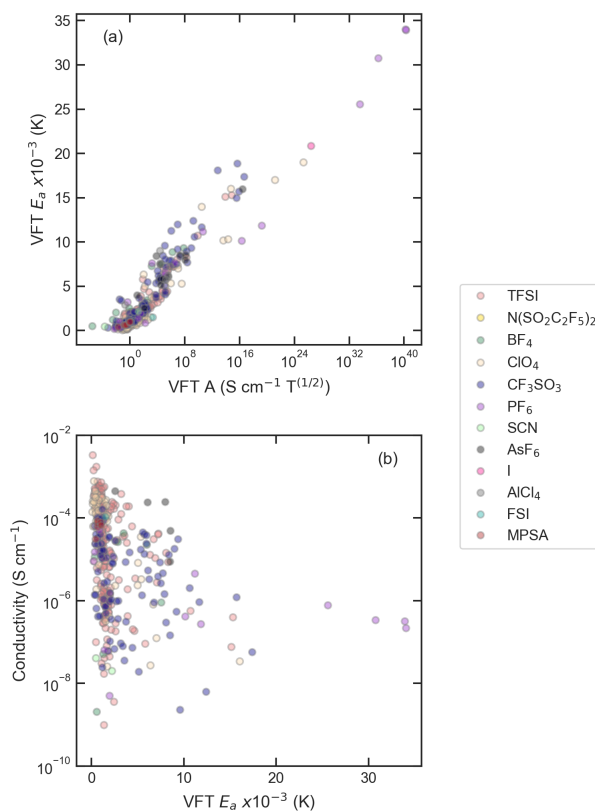 35
30
25
20
15
10
5
0
VFT Eₐ x10⁻³ (K)
(a)
10⁰
10⁸
10¹⁶
10²⁴
10³²
10⁴⁰
VFT A (S cm⁻¹ T⁽¹/²⁾)
TFSI
N(SO₂C₂F₅)₂
BF₄
ClO₄
CF₃SO₃
PF₆
SCN
AsF₆
I
AlCl₄
FSI
MPSA
10⁻²
10⁻⁴
10⁻⁶
10⁻⁸
10⁻¹⁰
Conductivity (S cm⁻¹)
(b)
0
10
20
30
VFT Eₐ x10⁻³ (K)